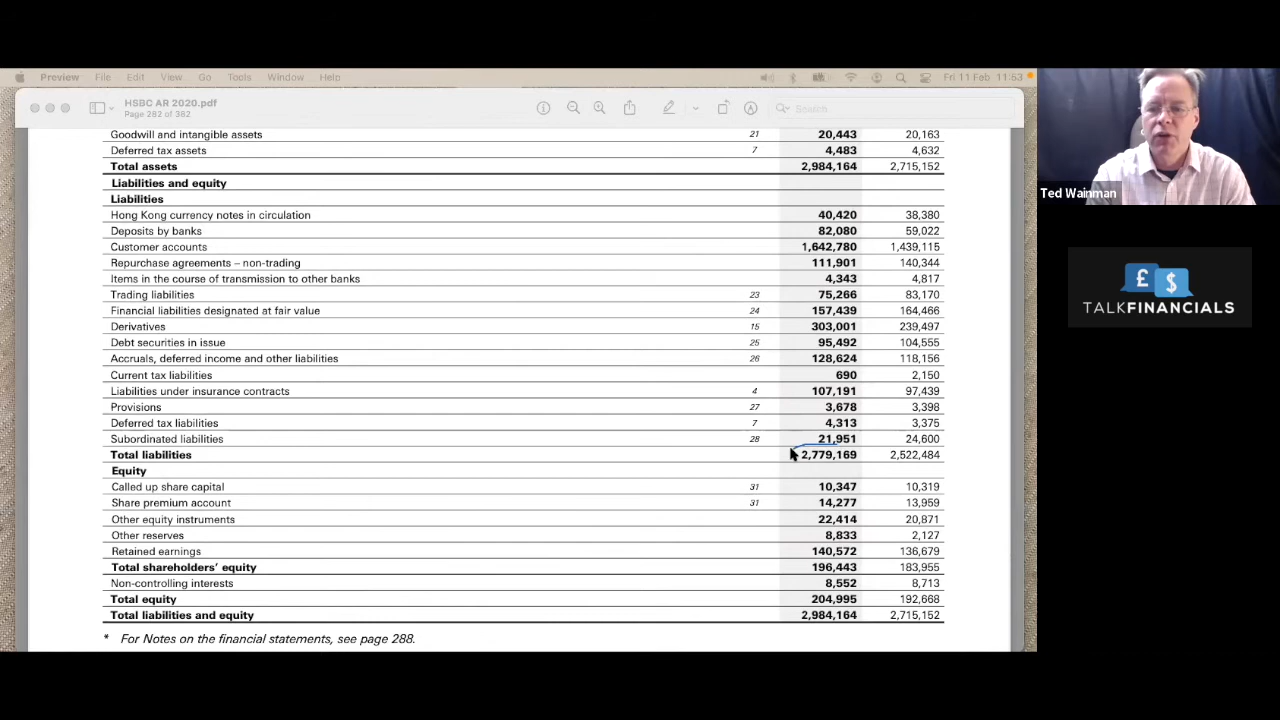 Preview File Edit View Go Tools Window Help Fri 11 Feb 11:53
HSBC AR 2020.pdf
Page 282 of 382
Search
Goodwill and intangible assets 21 20,443 20,163
Deferred tax assets 7 4,483 4,632
Total assets 2,984,164 2,715,152
Liabilities and equity
Liabilities
Hong Kong currency notes in circulation 40,420 38,380
Deposits by banks 82,080 59,022
Customer accounts 1,642,780 1,439,115
Repurchase agreements – non-trading 111,901 140,344
Items in the course of transmission to other banks 4,343 4,817
Trading liabilities 23 75,266 83,170
Financial liabilities designated at fair value 24 157,439 164,466
Derivatives 15 303,001 239,497
Debt securities in issue 25 95,492 104,555
Accruals, deferred income and other liabilities 26 128,624 118,156
Current tax liabilities 690 2,150
Liabilities under insurance contracts 4 107,191 97,439
Provisions 27 3,678 3,398
Deferred tax liabilities 7 4,313 3,375
Subordinated liabilities 28 21,951 24,600
Total liabilities 2,779,169 2,522,484
Equity
Called up share capital 31 10,347 10,319
Share premium account 31 14,277 13,959
Other equity instruments 22,414 20,871
Other reserves 8,833 2,127
Retained earnings 140,572 136,679
Total shareholders' equity 196,443 183,955
Non-controlling interests 8,552 8,713
Total equity 204,995 192,668
Total liabilities and equity 2,984,164 2,715,152
* For Notes on the financial statements, see page 288.
Ted Wainman
£ $
TALKFINANCIALS